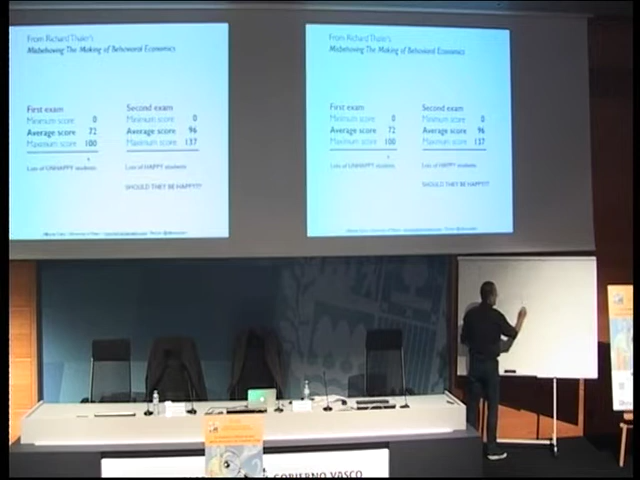 From Richard Thaler's
Misbehaving The Making of Behavioral Economics
First exam
Minimum score 0
Average score 72
Maximum score 100
Lots of UNHAPPY students
Second exam
Minimum score 0
Average score 96
Maximum score 137
Lots of HAPPY students
SHOULD THEY BE HAPPY???
From Richard Thaler's
Misbehaving The Making of Behavioral Economics
First exam
Minimum score 0
Average score 72
Maximum score 100
Lots of UNHAPPY students
Second exam
Minimum score 0
Average score 96
Maximum score 137
Lots of HAPPY students
SHOULD THEY BE HAPPY???
GOBIERNO VASCO